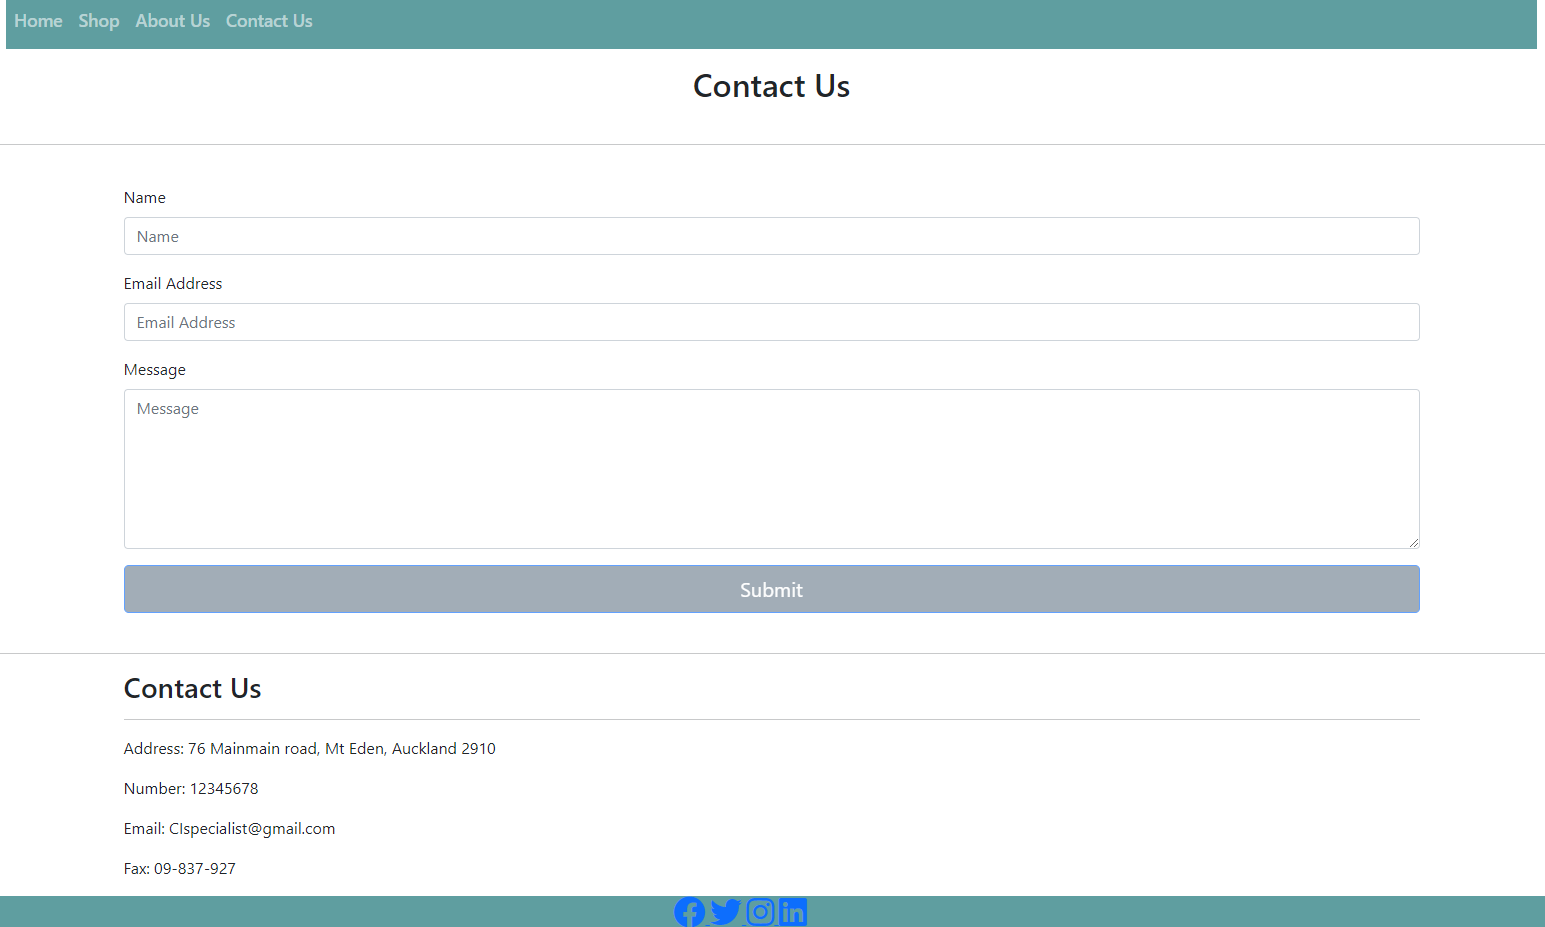 Home Shop About Us Contact Us
Contact Us
Name
Name
Email Address
Email Address
Message
Message
Submit
Contact Us
Address: 76 Mainmain road, Mt Eden, Auckland 2910
Number: 12345678
Email: CIspecialist@gmail.com
Fax: 09-837-927